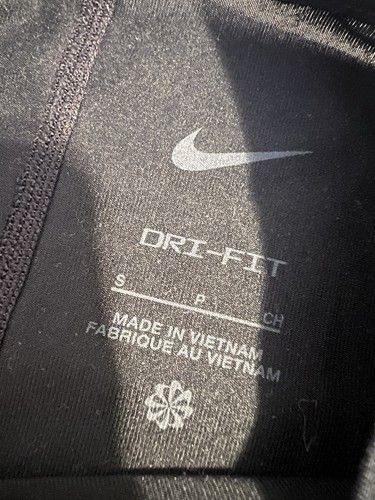 DRI-FIT
S P CH
MADE IN VIETNAM
FABRIQUE AU VIETNAM